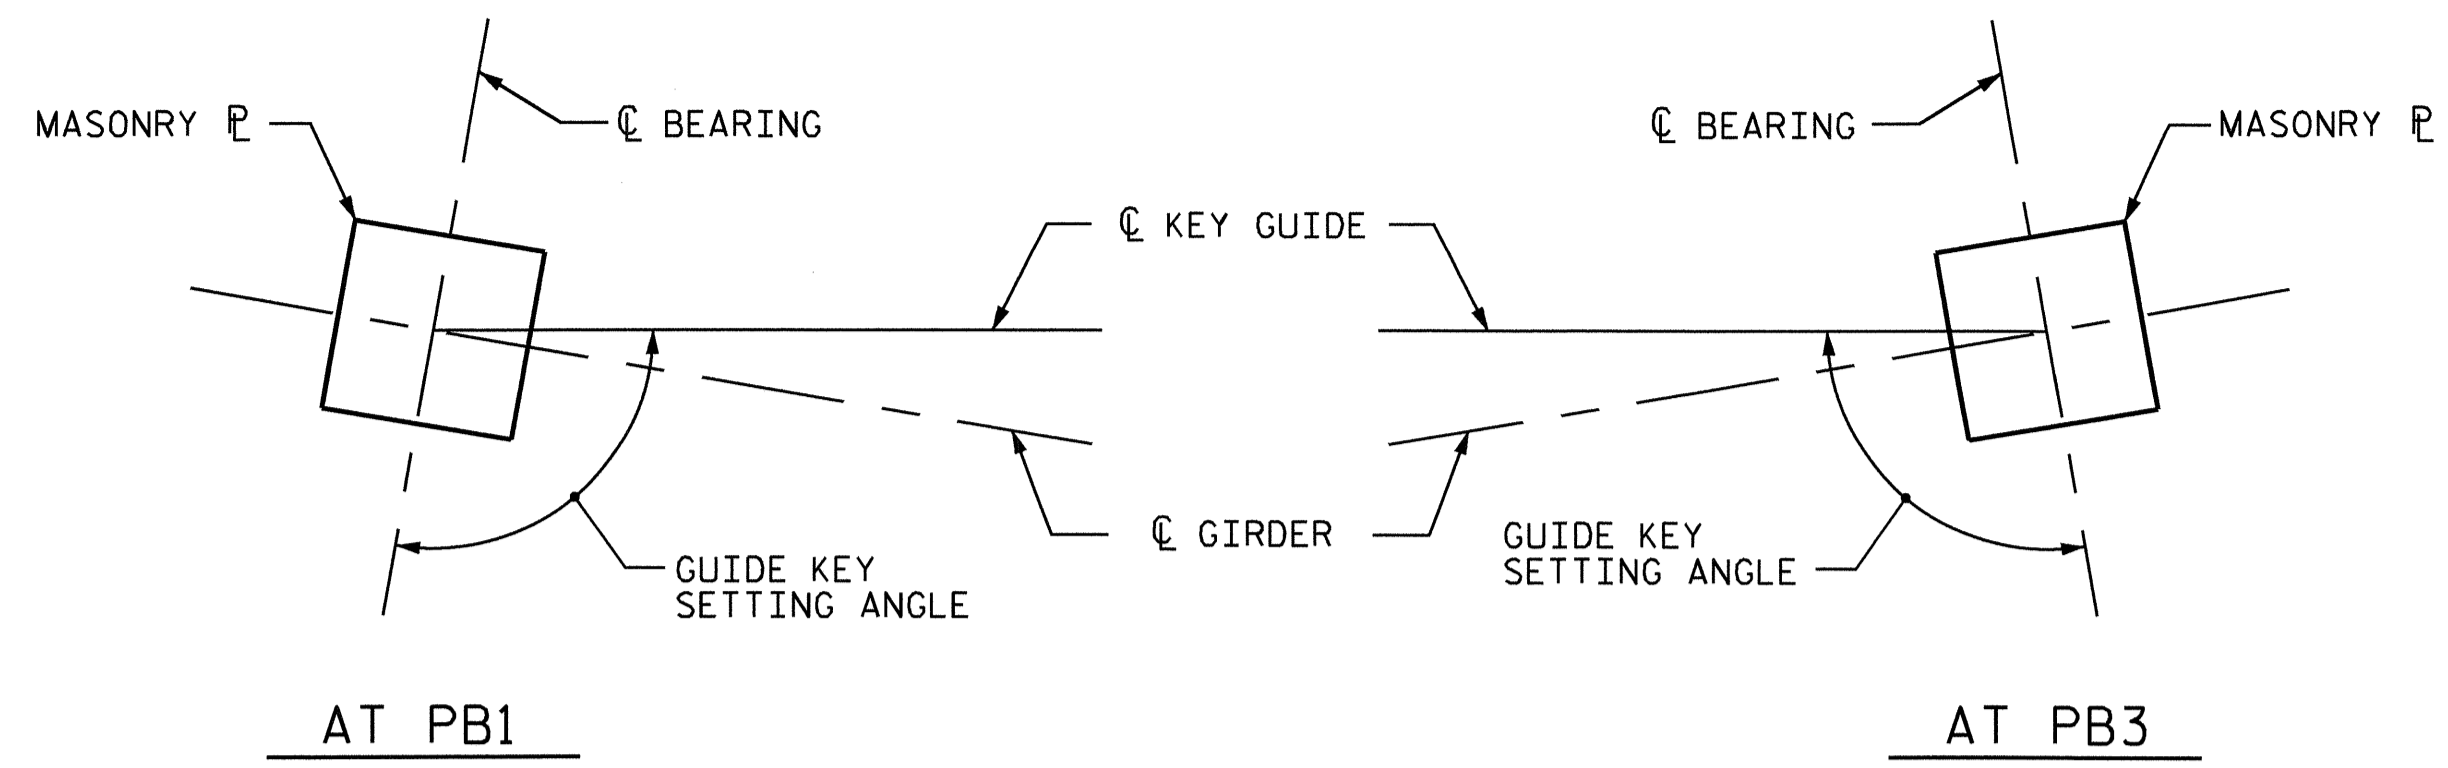 MASONRY ⅊
℄ BEARING
℄ BEARING
MASONRY ⅊
℄ KEY GUIDE
℄ GIRDER
GUIDE KEY
SETTING ANGLE
GUIDE KEY
SETTING ANGLE
AT PB1
AT PB3